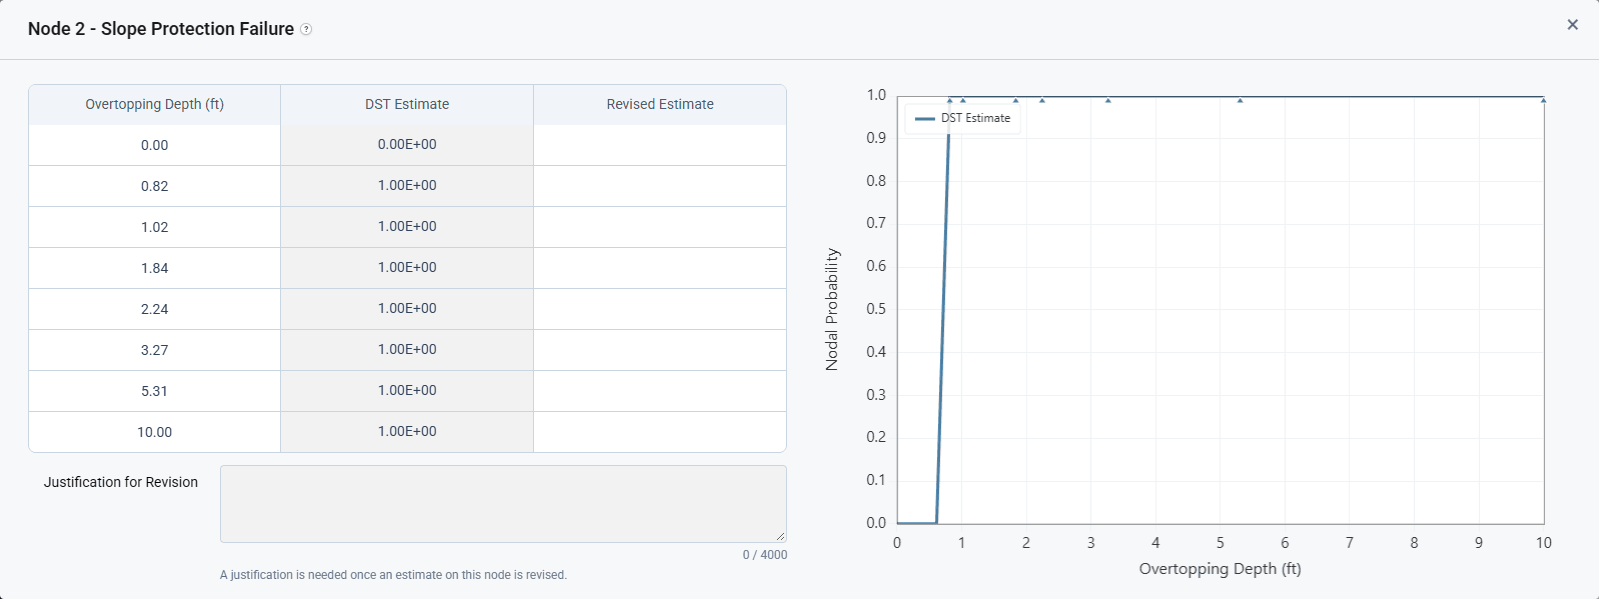 Node 2 - Slope Protection Failure ?
Overtopping Depth (ft) DST Estimate Revised Estimate
0.00 0.00E+00
0.82 1.00E+00
1.02 1.00E+00
1.84 1.00E+00
2.24 1.00E+00
3.27 1.00E+00
5.31 1.00E+00
10.00 1.00E+00
Justification for Revision
0 / 4000
A justification is needed once an estimate on this node is revised.
DST Estimate
1.0
0.9
0.8
0.7
0.6
0.5
0.4
0.3
0.2
0.1
0.0
Nodal Probability
0 1 2 3 4 5 6 7 8 9 10
Overtopping Depth (ft)